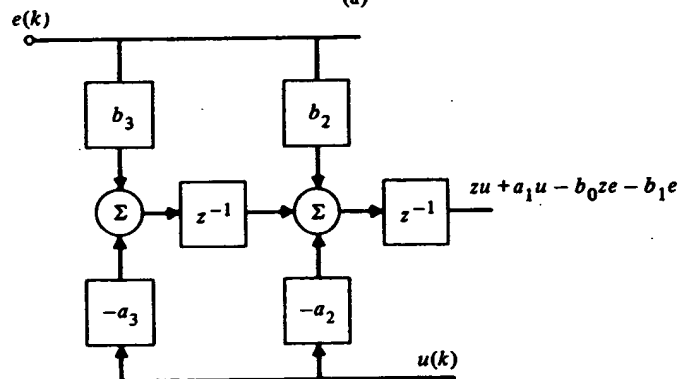 (a)
e(k)
b₃
b₂
Σ
z⁻¹
Σ
z⁻¹
zu + a₁u − b₀ze − b₁e
−a₃
−a₂
u(k)